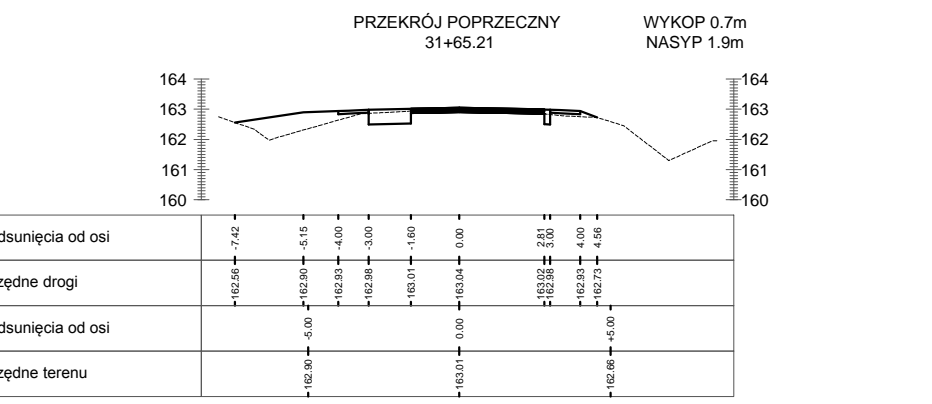 PRZEKRÓJ POPRZECZNY
31+65.21
WYKOP 0.7m
NASYP 1.9m
164
163
162
161
160
164
163
162
161
160
dsunięcia od osi
-7.42 -5.15 -4.00 -3.00 -1.60 0.00 2.81 3.00 4.00 4.56
zędne drogi
162.56 162.90 162.93 162.98 163.01 163.04 163.02 162.98 162.93 162.73
dsunięcia od osi
-5.00 0.00 +5.00
zędne terenu
162.90 163.01 162.66